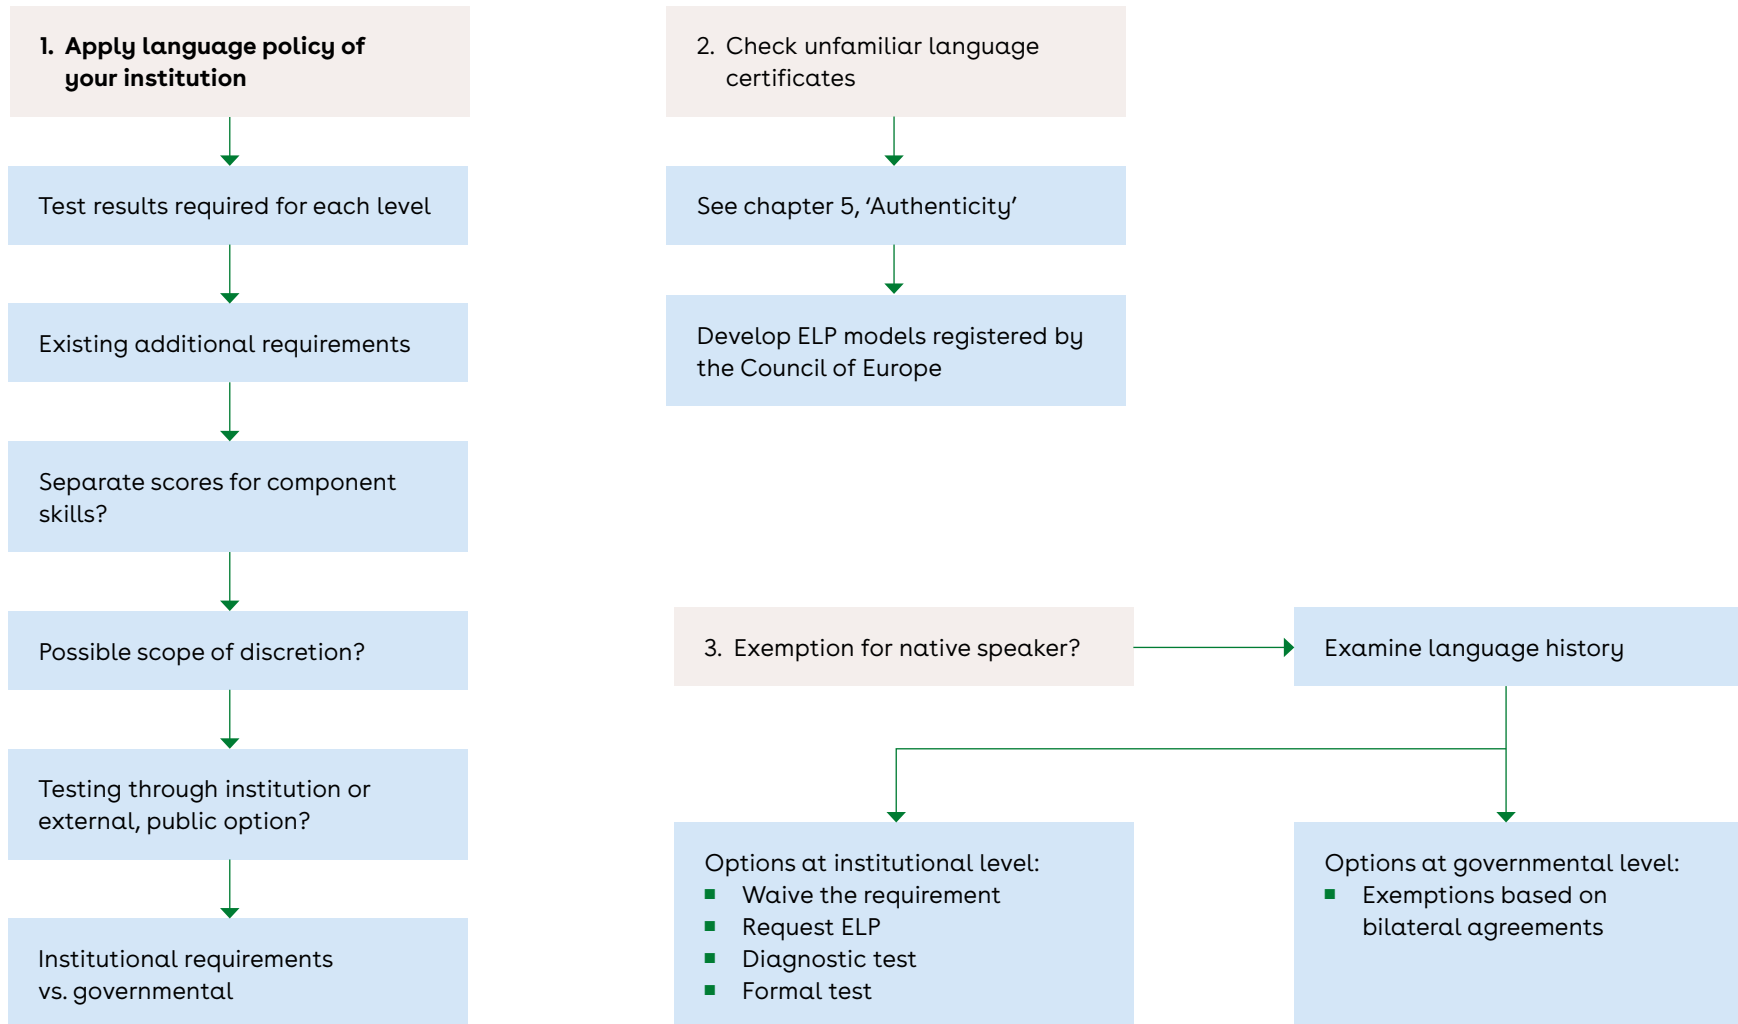 1. Apply language policy of
your institution
Test results required for each level
Existing additional requirements
Separate scores for component
skills?
Possible scope of discretion?
Testing through institution or
external, public option?
Institutional requirements
vs. governmental
2. Check unfamiliar language
certificates
See chapter 5, ‘Authenticity’
Develop ELP models registered by
the Council of Europe
3. Exemption for native speaker?
Examine language history
Options at institutional level:
■ Waive the requirement
■ Request ELP
■ Diagnostic test
■ Formal test
Options at governmental level:
■ Exemptions based on
bilateral agreements